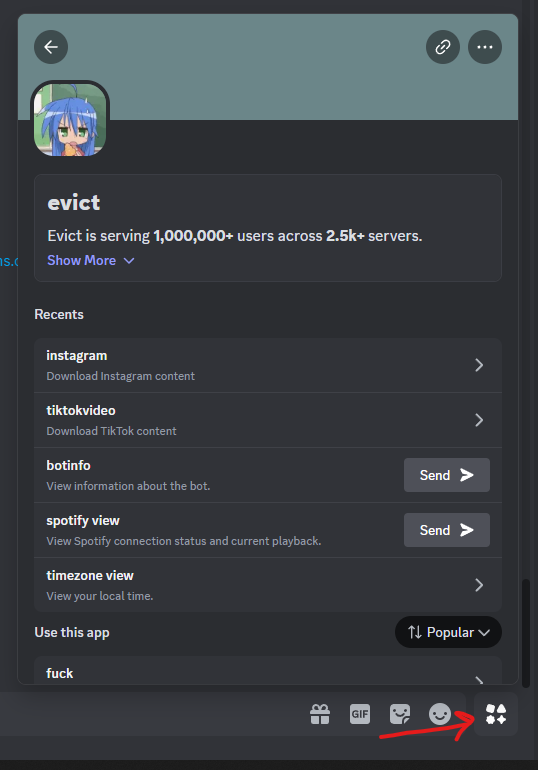 evict
Evict is serving 1,000,000+ users across 2.5k+ servers.
Show More
Recents
instagram
Download Instagram content
tiktokvideo
Download TikTok content
botinfo
View information about the bot.
Send
spotify view
View Spotify connection status and current playback.
Send
timezone view
View your local time.
Use this app
Popular
fuck
GIF